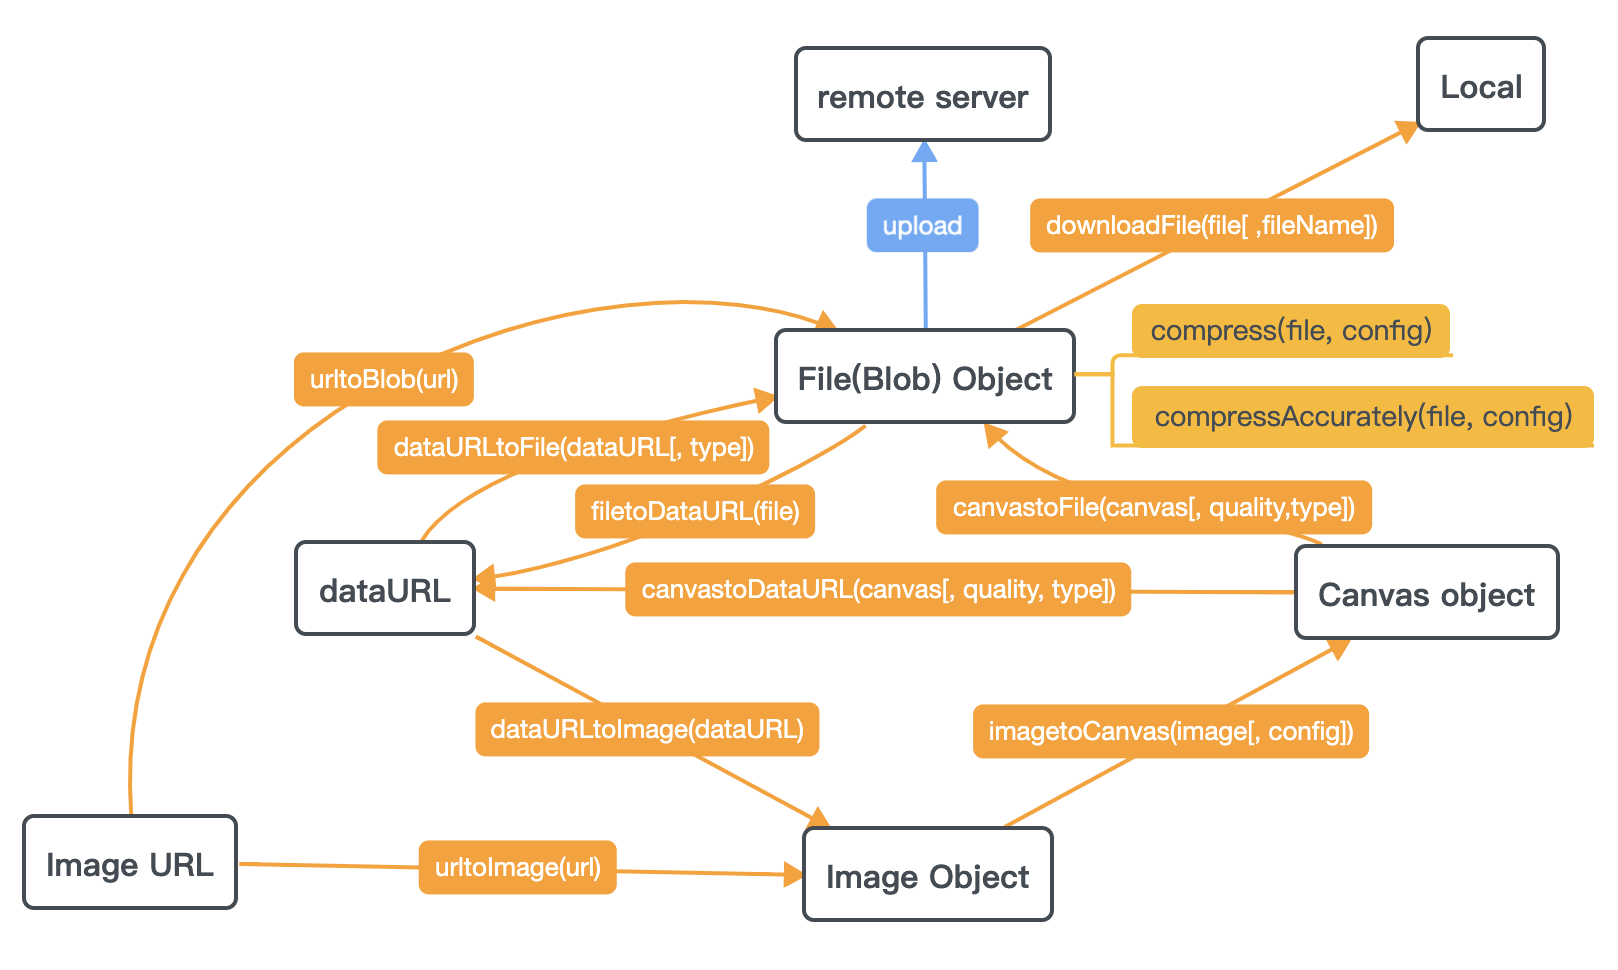 remote server
Local
upload
downloadFile(file[ ,fileName])
compress(file, config)
urltoBlob(url)
File(Blob) Object
compressAccurately(file, config)
dataURLtoFile(dataURL[, type])
filetoDataURL(file)
canvastoFile(canvas[, quality,type])
dataURL
canvastoDataURL(canvas[, quality, type])
Canvas object
dataURLtoImage(dataURL)
imagetoCanvas(image[, config])
Image URL
urltoImage(url)
Image Object